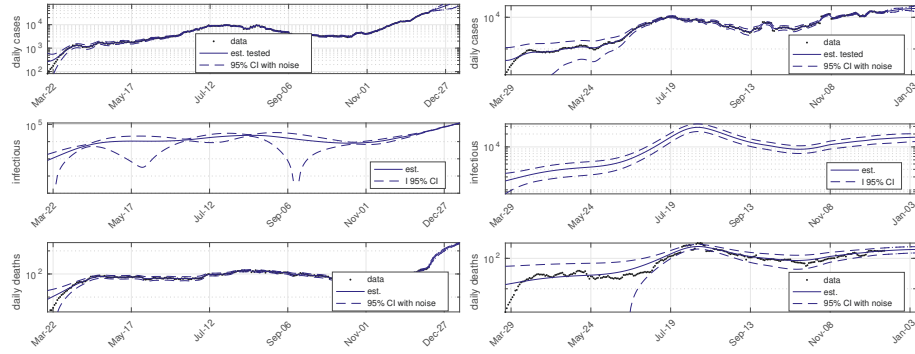 daily cases
10^4
10^3
10^2
data
est. tested
95% CI with noise
Mar-22
May-17
Jul-12
Sep-06
Nov-01
Dec-27
daily cases
10^4
data
est. tested
95% CI with noise
Mar-29
May-24
Jul-19
Sep-13
Nov-08
Jan-03
infectious
10^5
est.
I 95% CI
Mar-22
May-17
Jul-12
Sep-06
Nov-01
Dec-27
infectious
10^4
est.
I 95% CI
Mar-29
May-24
Jul-19
Sep-13
Nov-08
Jan-03
daily deaths
10^2
data
est.
95% CI with noise
Mar-22
May-17
Jul-12
Sep-06
Nov-01
Dec-27
daily deaths
10^2
data
est.
95% CI with noise
Mar-29
May-24
Jul-19
Sep-13
Nov-08
Jan-03